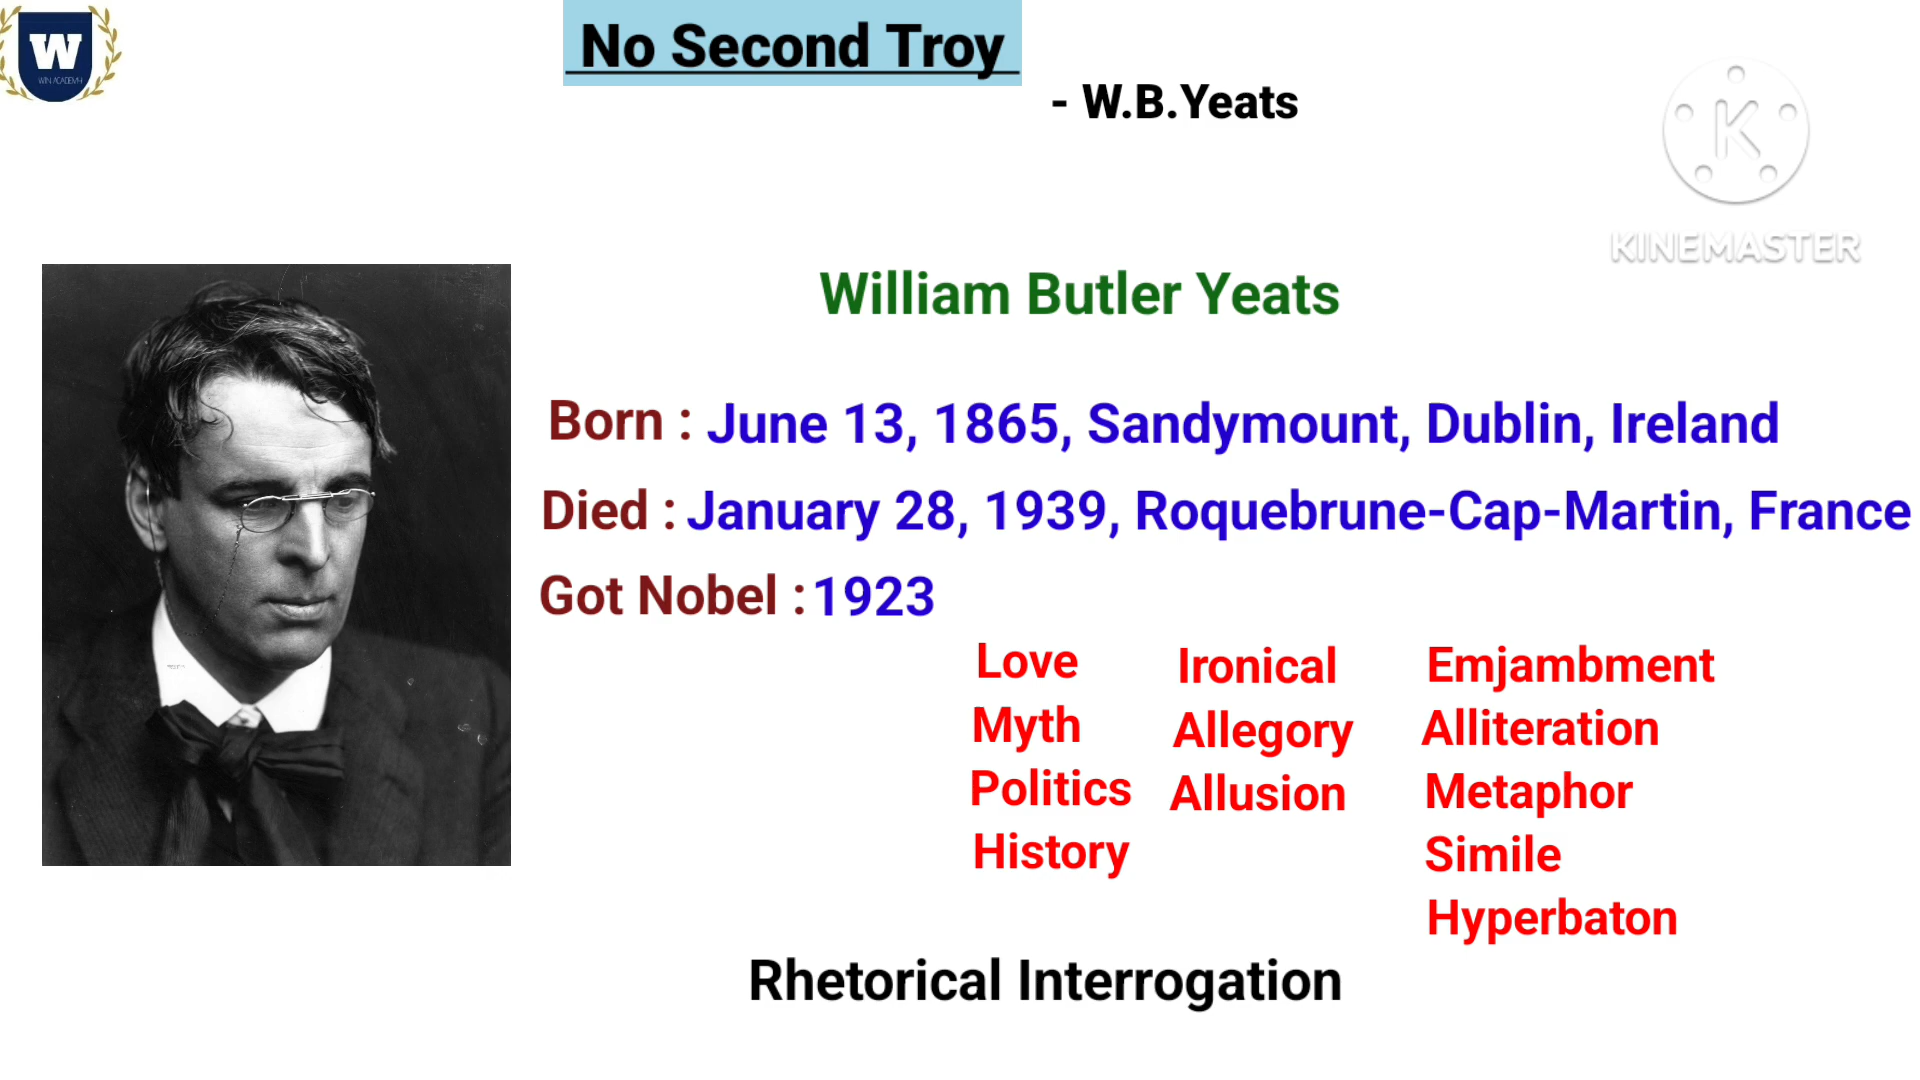 W
WIN ACADEMY
No Second Troy
- W.B.Yeats
K
KINEMASTER
William Butler Yeats
Born : June 13, 1865, Sandymount, Dublin, Ireland
Died : January 28, 1939, Roquebrune-Cap-Martin, France
Got Nobel : 1923
Love
Myth
Politics
History
Ironical
Allegory
Allusion
Emjambment
Alliteration
Metaphor
Simile
Hyperbaton
Rhetorical Interrogation